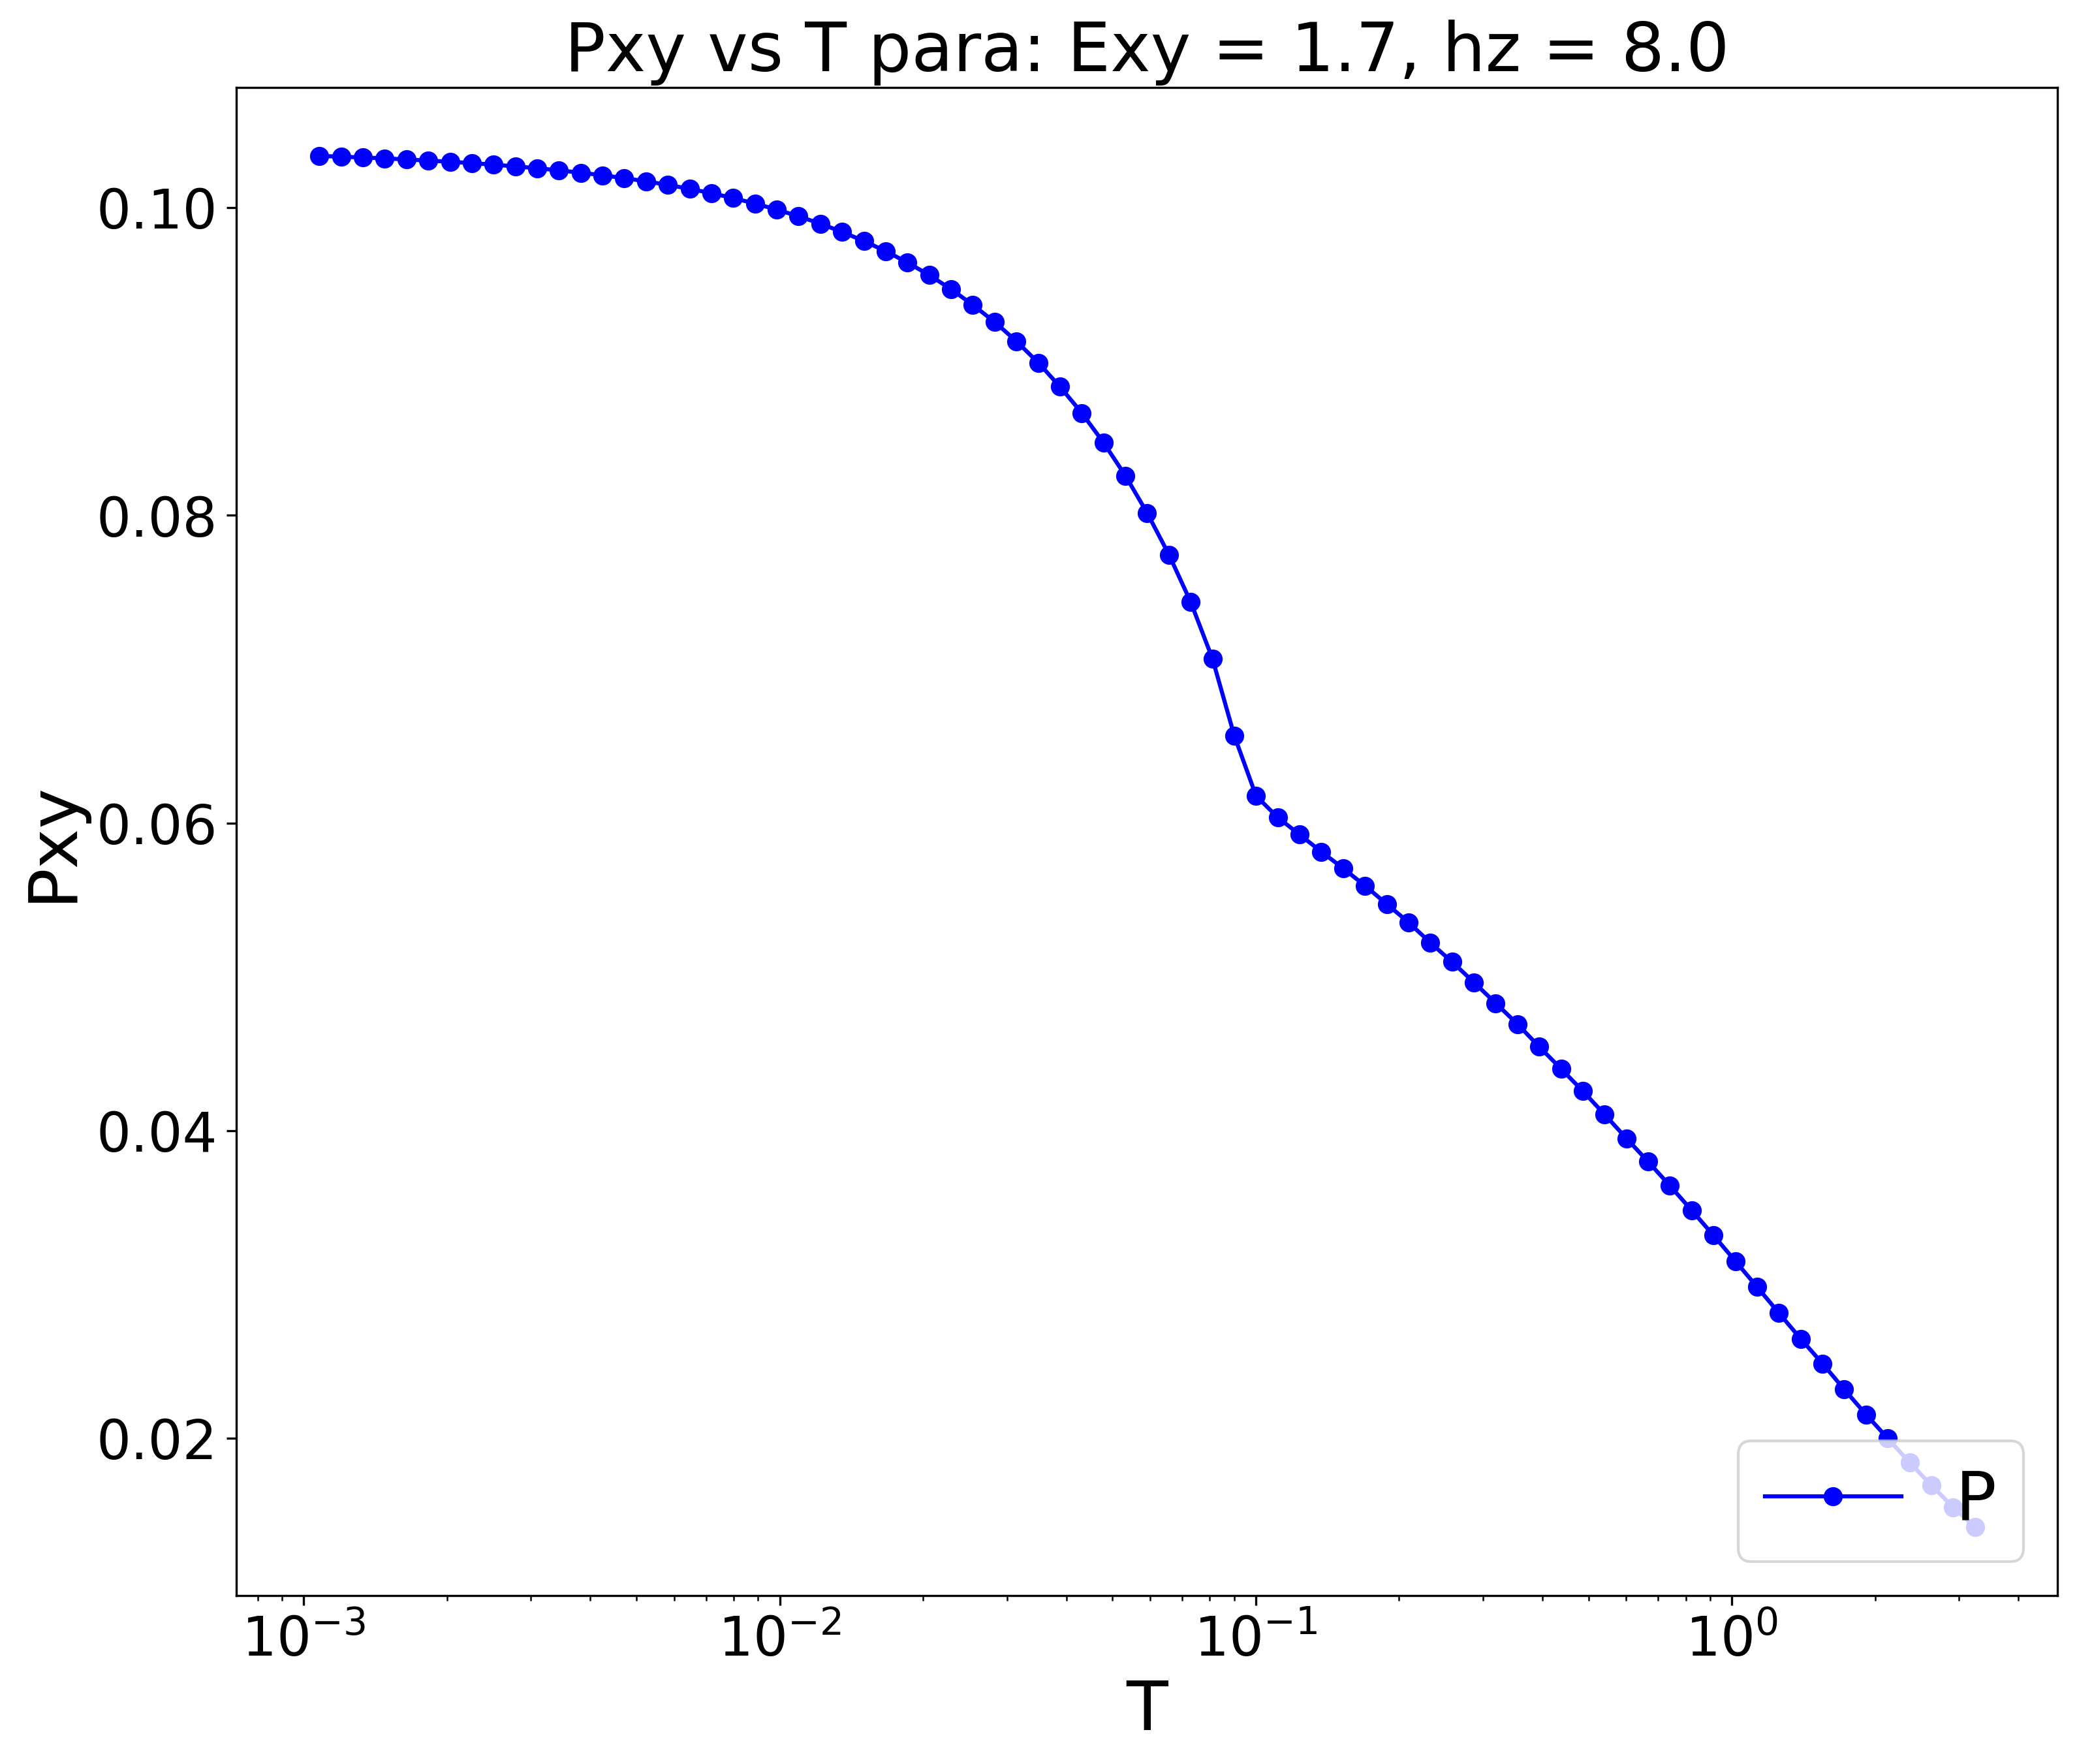 Pxy vs T para: Exy = 1.7, hz = 8.0
0.10
0.08
0.06
0.04
0.02
Pxy
10⁻³ 10⁻² 10⁻¹ 10⁰
T
P